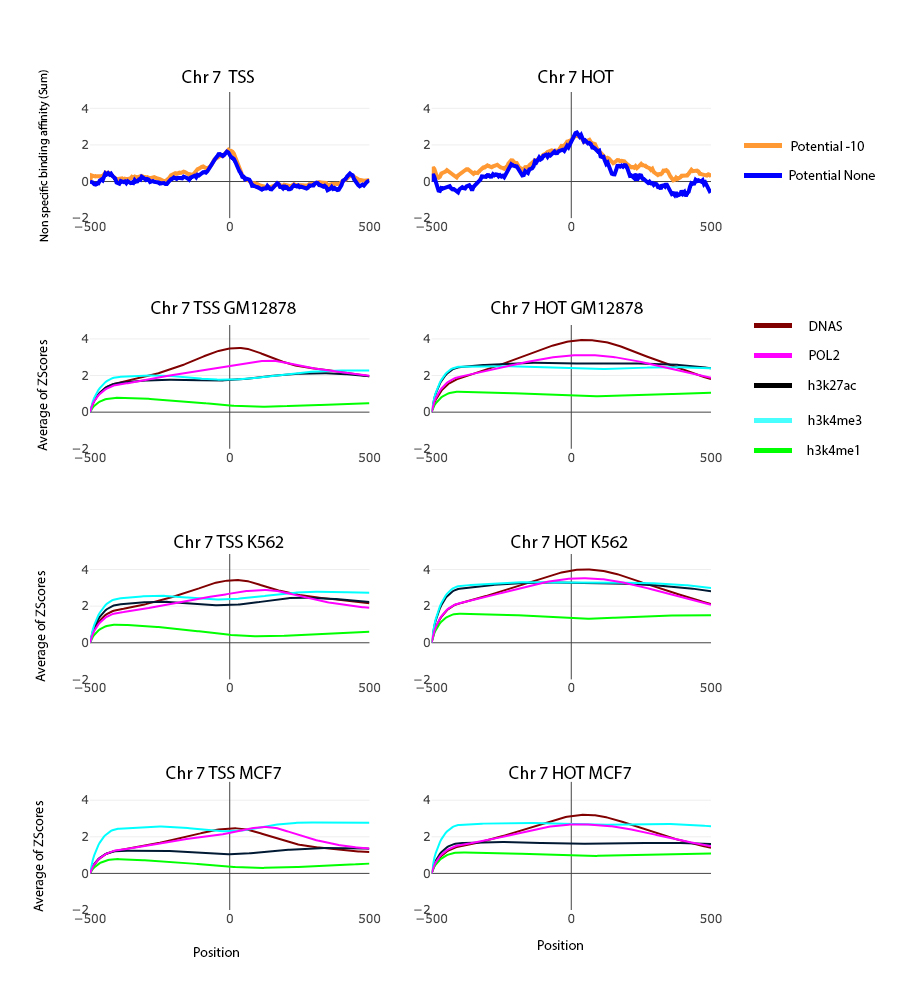 Chr 7 TSS
Chr 7 HOT
Non specific binding affinity (Sum)
4
2
0
−2
−500
0
500
4
2
0
−2
−500
0
500
Potential -10
Potential None
Chr 7 TSS GM12878
Chr 7 HOT GM12878
Average of ZScores
4
2
0
−2
−500
0
500
4
2
0
−2
−500
0
500
DNAS
POL2
h3k27ac
h3k4me3
h3k4me1
Chr 7 TSS K562
Chr 7 HOT K562
Average of ZScores
4
2
0
−2
−500
0
500
4
2
0
−2
−500
0
500
Chr 7 TSS MCF7
Chr 7 HOT MCF7
Average of ZScores
4
2
0
−2
−500
0
500
4
2
0
−2
−500
0
500
Position
Position